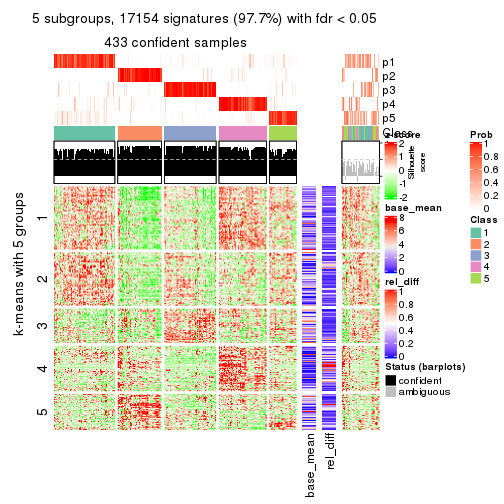 5 subgroups, 17154 signatures (97.7%) with fdr < 0.05
433 confident samples
p1
p2
p3
p4
p5
Class
Silhouette
score
k-means with 5 groups
1
2
3
4
5
base_mean
rel_diff
z-score
2
1
0
-1
-2
base_mean
8
6
4
2
0
rel_diff
1
0.8
0.6
0.4
0.2
0
Status (barplots)
confident
ambiguous
Prob
1
0.8
0.6
0.4
0.2
0
Class
1
2
3
4
5